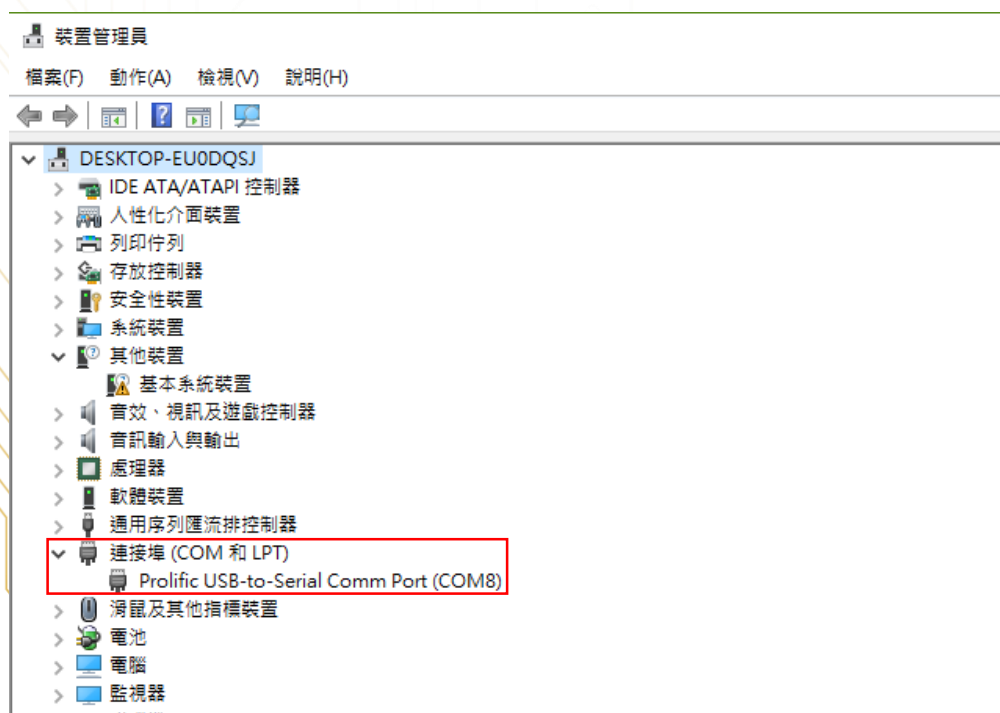 裝置管理員
檔案(F) 動作(A) 檢視(V) 說明(H)
DESKTOP-EU0DQSJ
IDE ATA/ATAPI 控制器
人性化介面裝置
列印佇列
存放控制器
安全性裝置
系統裝置
其他裝置
基本系統裝置
音效、視訊及遊戲控制器
音訊輸入與輸出
處理器
軟體裝置
通用序列匯流排控制器
連接埠 (COM 和 LPT)
Prolific USB-to-Serial Comm Port (COM8)
滑鼠及其他指標裝置
電池
電腦
監視器